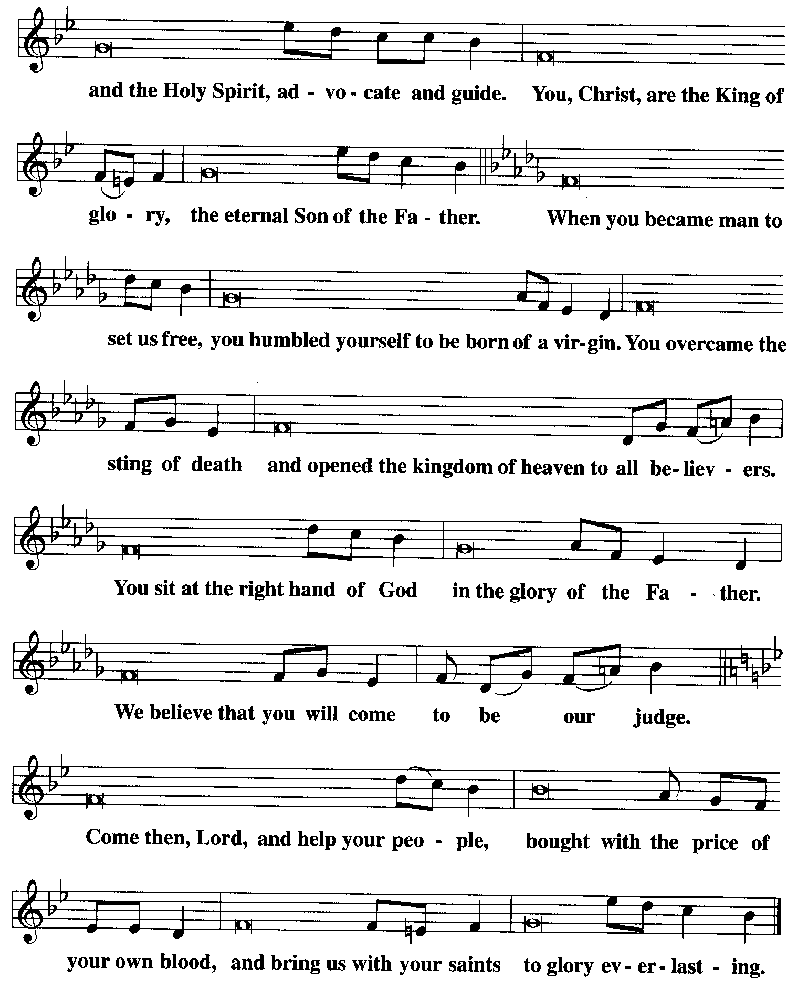 and the Holy Spirit, ad - vo - cate and guide. You, Christ, are the King of
glo - ry, the eternal Son of the Fa - ther. When you became man to
set us free, you humbled yourself to be born of a vir-gin. You overcame the
sting of death and opened the kingdom of heaven to all be-liev - ers.
You sit at the right hand of God in the glory of the Fa - ther.
We believe that you will come to be our judge.
Come then, Lord, and help your peo - ple, bought with the price of
your own blood, and bring us with your saints to glory ev - er - last - ing.